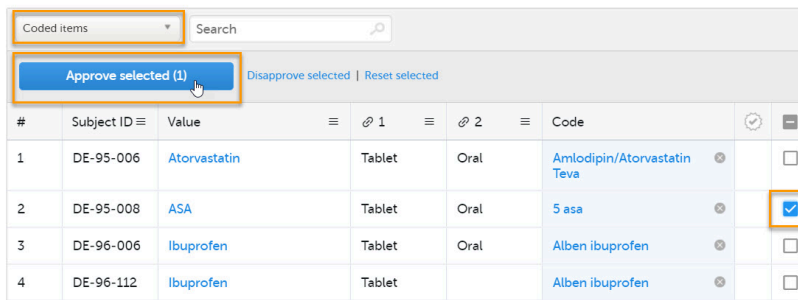 Coded items Search
Approve selected (1) Disapprove selected | Reset selected
# Subject ID Value 1 2 Code
1 DE-95-006 Atorvastatin Tablet Oral Amlodipin/Atorvastatin
Teva
2 DE-95-008 ASA Tablet Oral 5 asa
3 DE-96-006 Ibuprofen Tablet Oral Alben ibuprofen
4 DE-96-112 Ibuprofen Tablet Alben ibuprofen